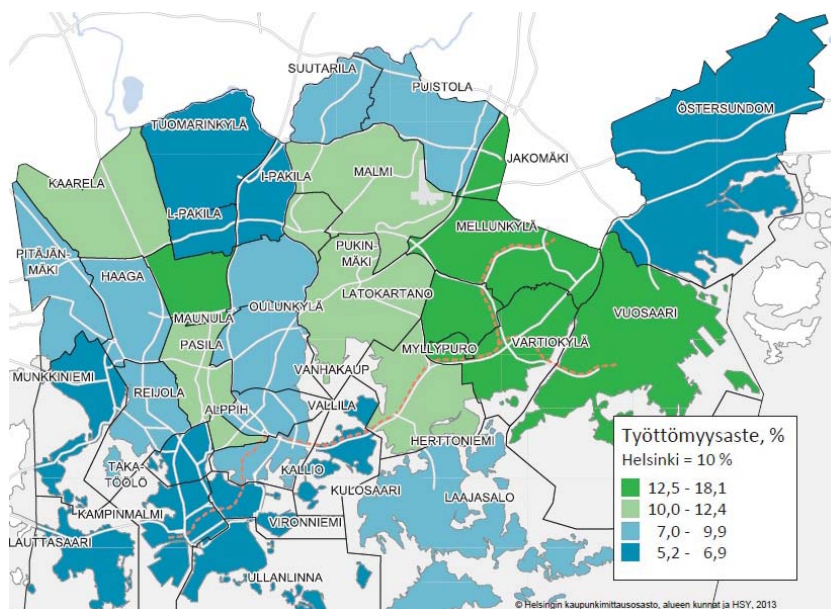 SUUTARILA
PUISTOLA
ÖSTERSUNDOM
TUOMARINKYLÄ
JAKOMÄKI
KAARELA
I-PAKILA
MALMI
L-PAKILA
MELLUNKYLÄ
PITÄJÄN-
MÄKI
HAAGA
PUKIN-
MÄKI
OULUNKYLÄ
LATOKARTANO
VUOSAARI
MAUNULA
PASILA
MYLLYPURO
VARTIOKYLÄ
VANHAKAUP
MUNKKINIEMI
REIJOLA
ALPPIH
VALLILA
HERTTONIEMI
TAKA-
TÖÖLÖ
KALLIO
KULOSAARI
LAAJASALO
KAMPINMALMI
VIRONNIEMI
LAUTTASAARI
ULLANLINNA
Työttömyysaste, %
Helsinki = 10 %
12,5 - 18,1
10,0 - 12,4
7,0 - 9,9
5,2 - 6,9
© Helsingin kaupunkimittausosasto, alueen kunnat ja HSY, 2013